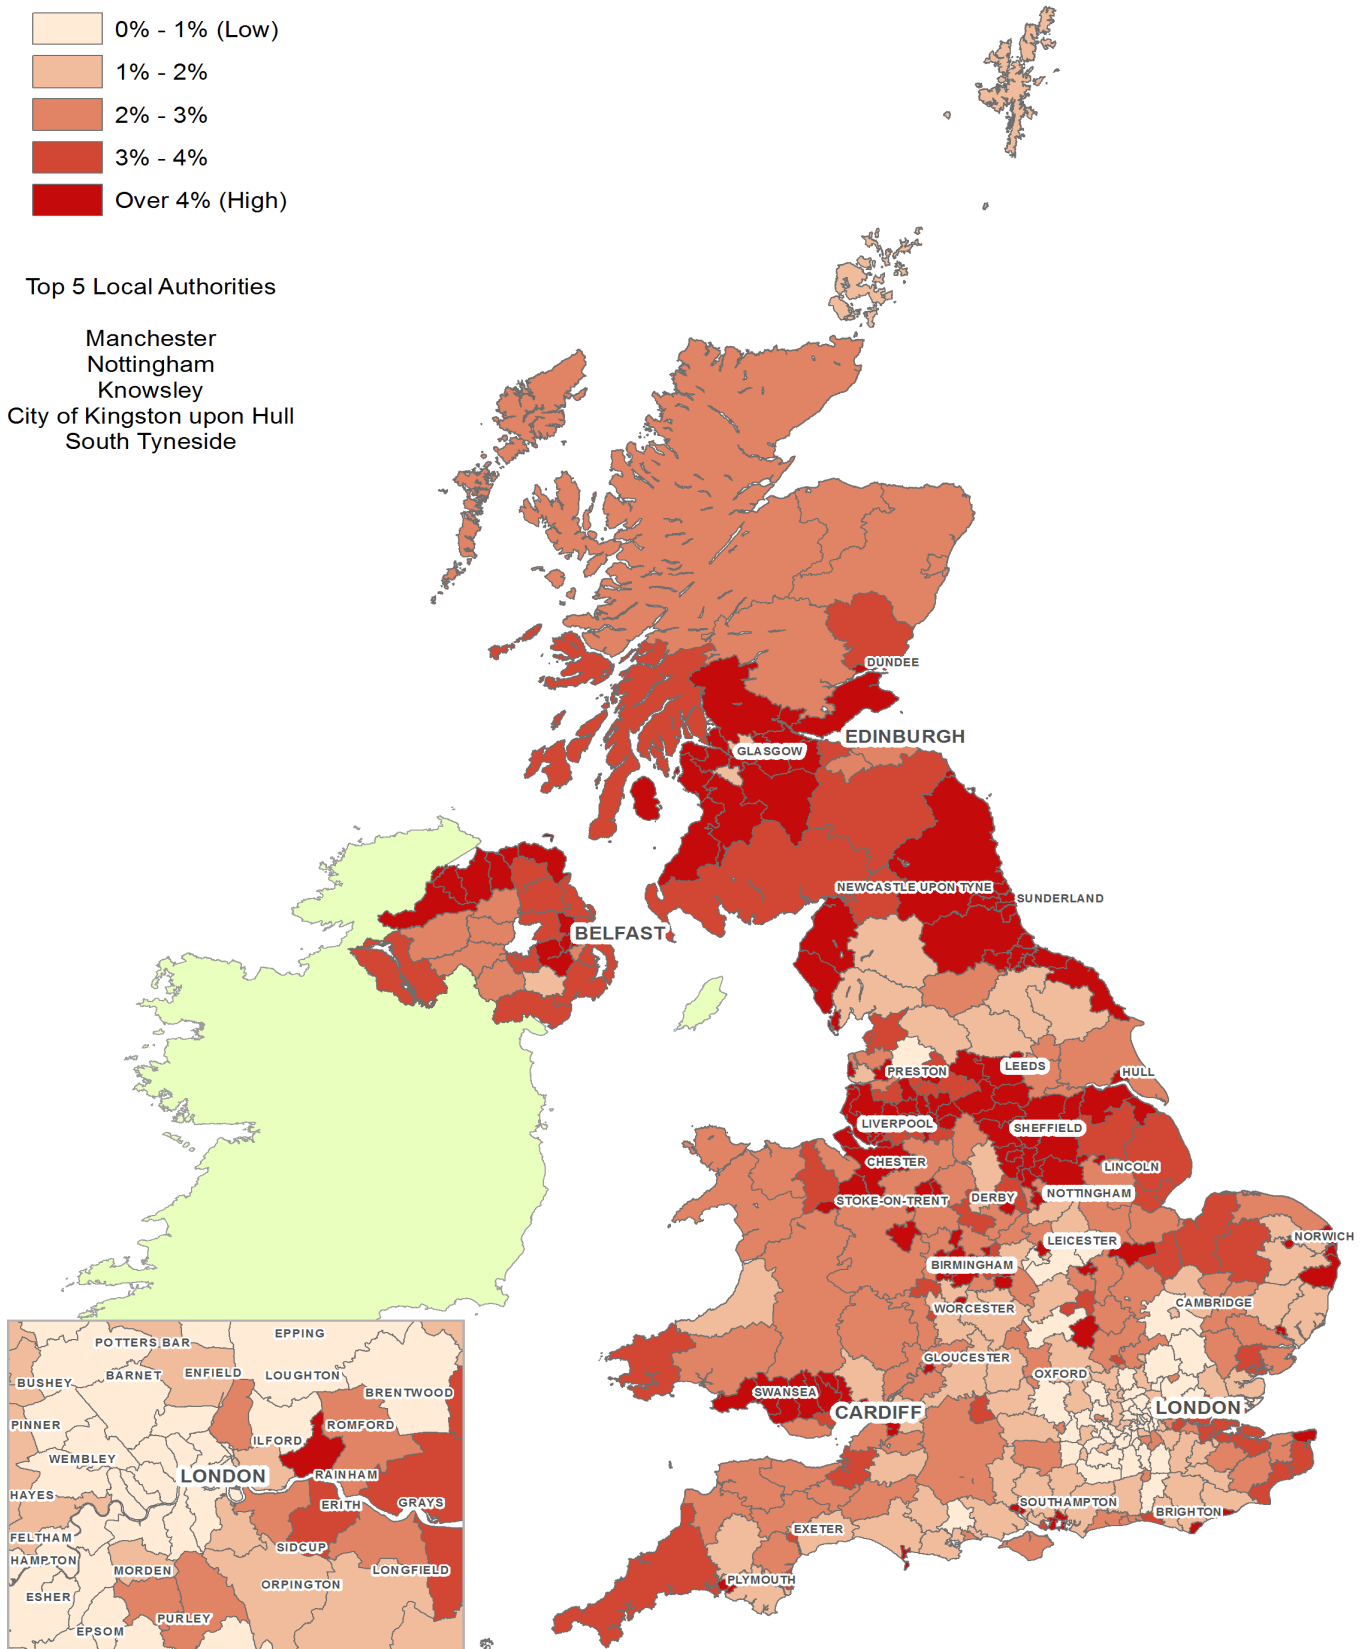 0% - 1% (Low)
1% - 2%
2% - 3%
3% - 4%
Over 4% (High)
Top 5 Local Authorities
Manchester
Nottingham
Knowsley
City of Kingston upon Hull
South Tyneside
DUNDEE
EDINBURGH
GLASGOW
NEWCASTLE UPON TYNE
SUNDERLAND
BELFAST
PRESTON
LEEDS
HULL
LIVERPOOL
SHEFFIELD
CHESTER
LINCOLN
STOKE-ON-TRENT
DERBY
NOTTINGHAM
LEICESTER
NORWICH
BIRMINGHAM
WORCESTER
CAMBRIDGE
GLOUCESTER
OXFORD
SWANSEA
CARDIFF
LONDON
SOUTHAMPTON
BRIGHTON
EXETER
PLYMOUTH
EPPING
POTTERS BAR
BARNET
ENFIELD
LOUGHTON
BUSHEY
BRENTWOOD
PINNER
ROMFORD
ILFORD
WEMBLEY
LONDON
RAINHAM
HAYES
ERITH
GRAYS
FELTHAM
SIDCUP
HAMPTON
MORDEN
LONGFIELD
ORPINGTON
ESHER
PURLEY
EPSOM